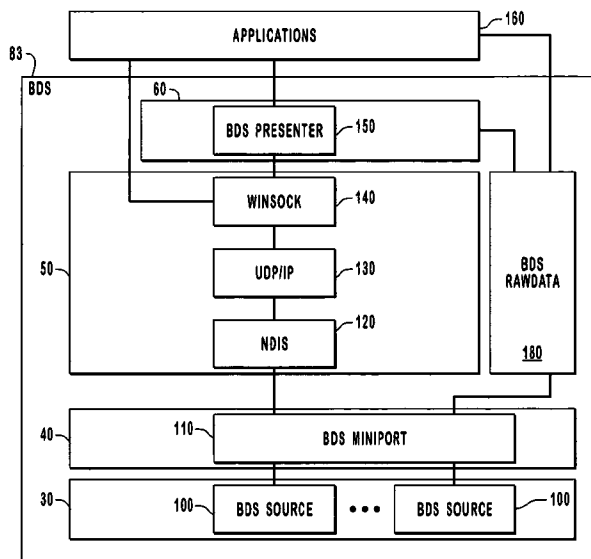 160
APPLICATIONS
83
BDS
60
BDS PRESENTER
150
WINSOCK
140
50
UDP/IP
130
BDS
RAWDATA
180
120
NDIS
110
40
BDS MINIPORT
30
100
BDS SOURCE
BDS SOURCE
100